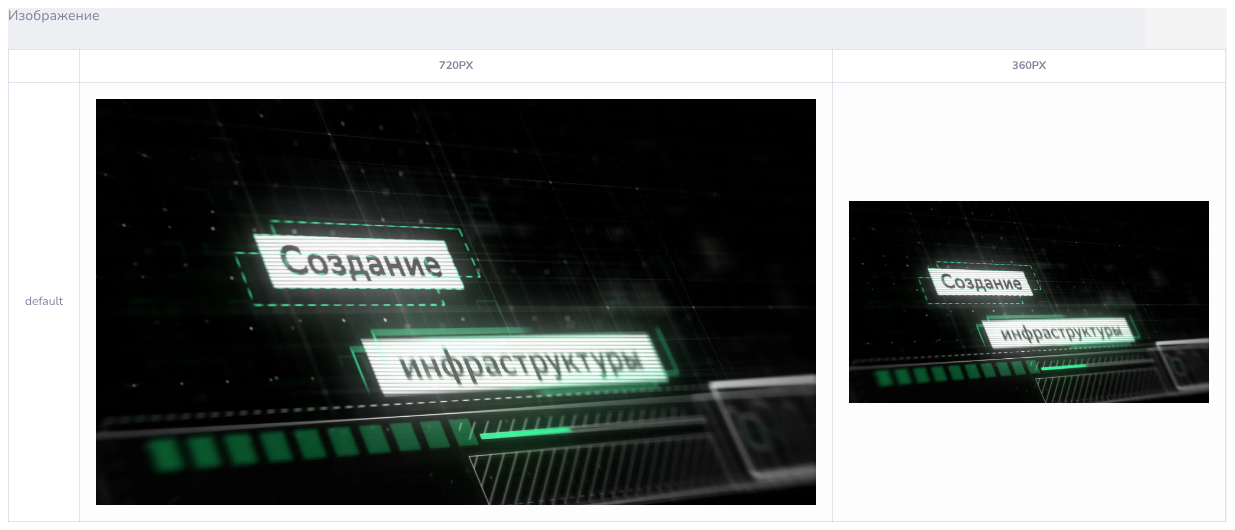 Изображение
720PX
360PX
default
Создание
инфраструктуры
Создание
инфраструктуры